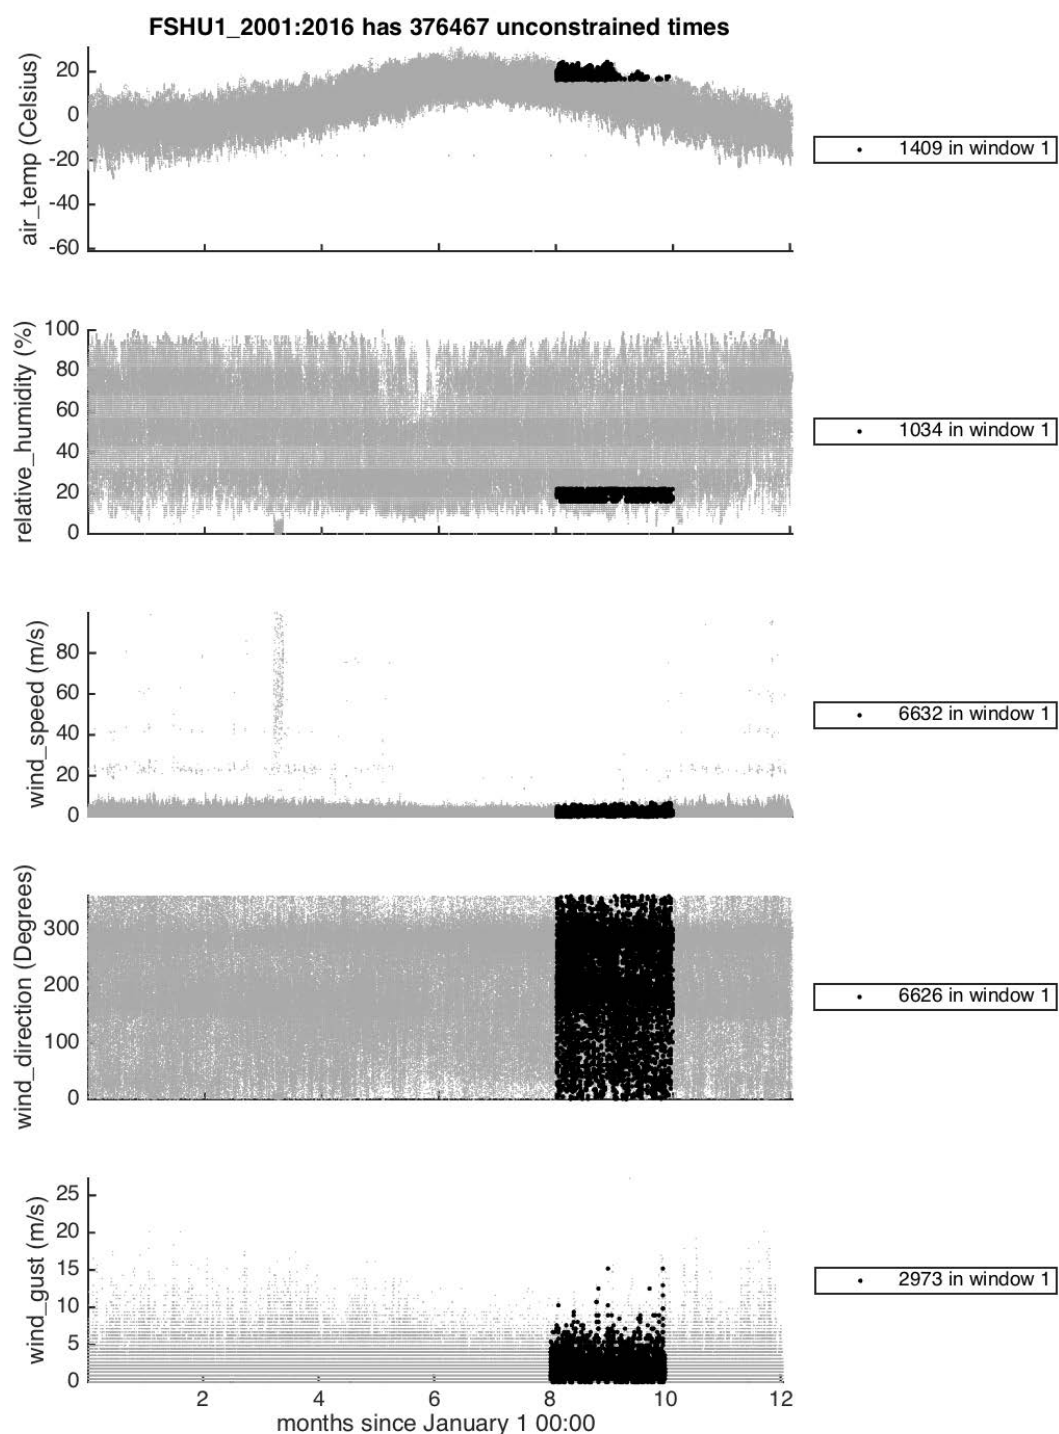 FSHU1_2001:2016 has 376467 unconstrained times
air_temp (Celsius)
20
0
-20
-40
-60
1409 in window 1
relative_humidity (%)
100
80
60
40
20
0
1034 in window 1
wind_speed (m/s)
80
60
40
20
0
6632 in window 1
wind_direction (Degrees)
300
200
100
0
6626 in window 1
wind_gust (m/s)
25
20
15
10
5
0
2973 in window 1
2 4 6 8 10 12
months since January 1 00:00